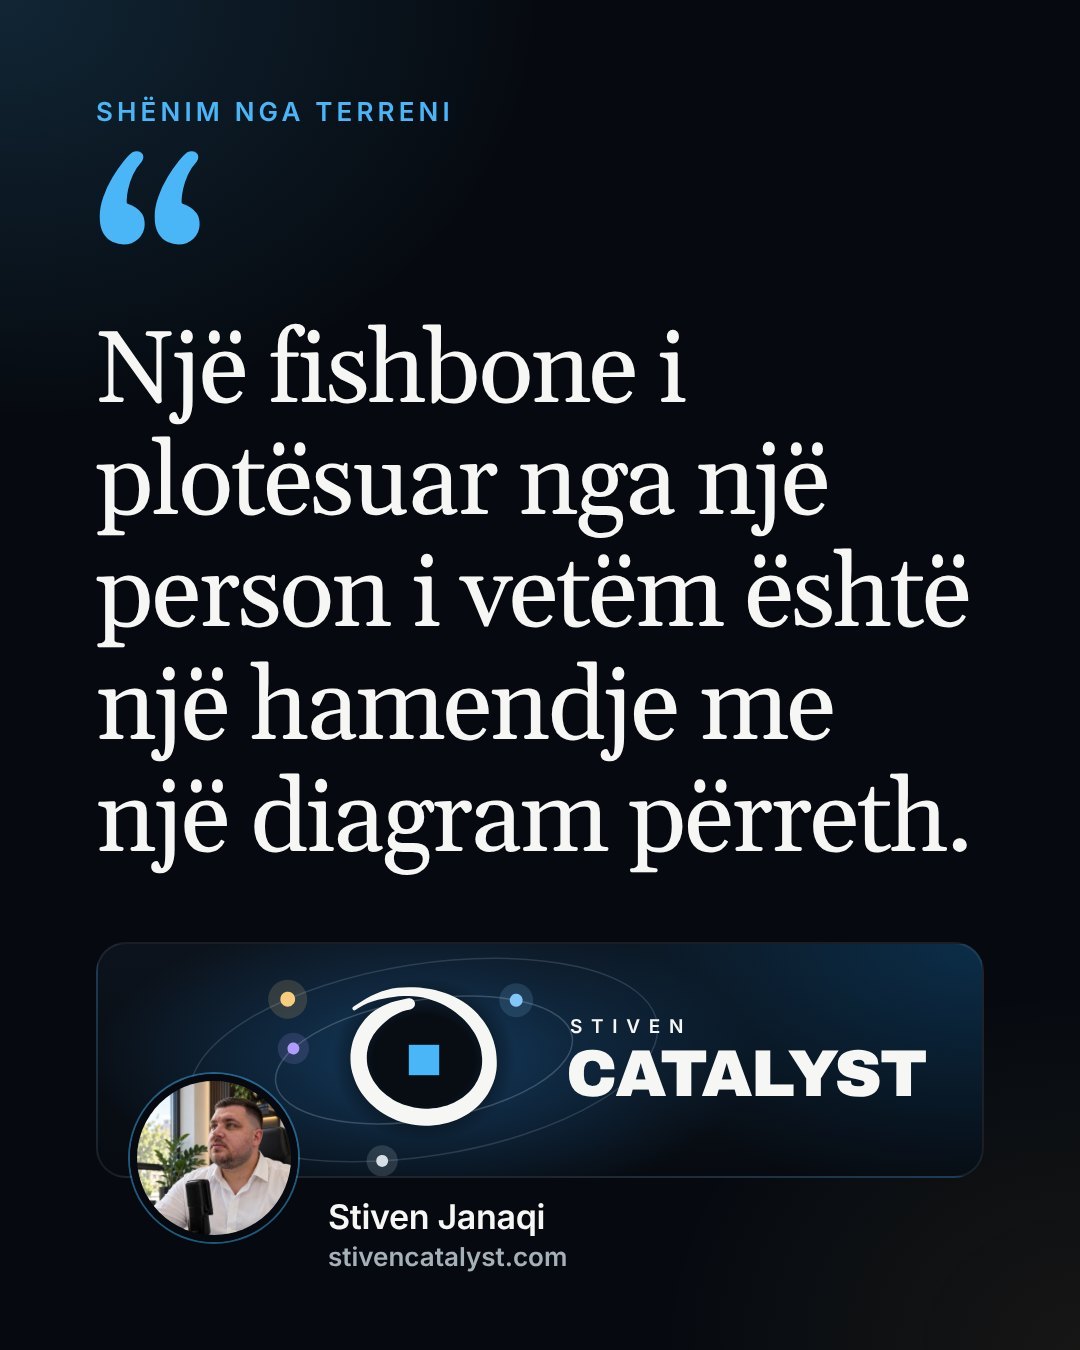 SHËNIM NGA TERRENI
“
Një fishbone i
plotësuar nga një
person i vetëm është
një hamendje me
një diagram përreth.
STIVEN
CATALYST
Stiven Janaqi
stivencatalyst.com